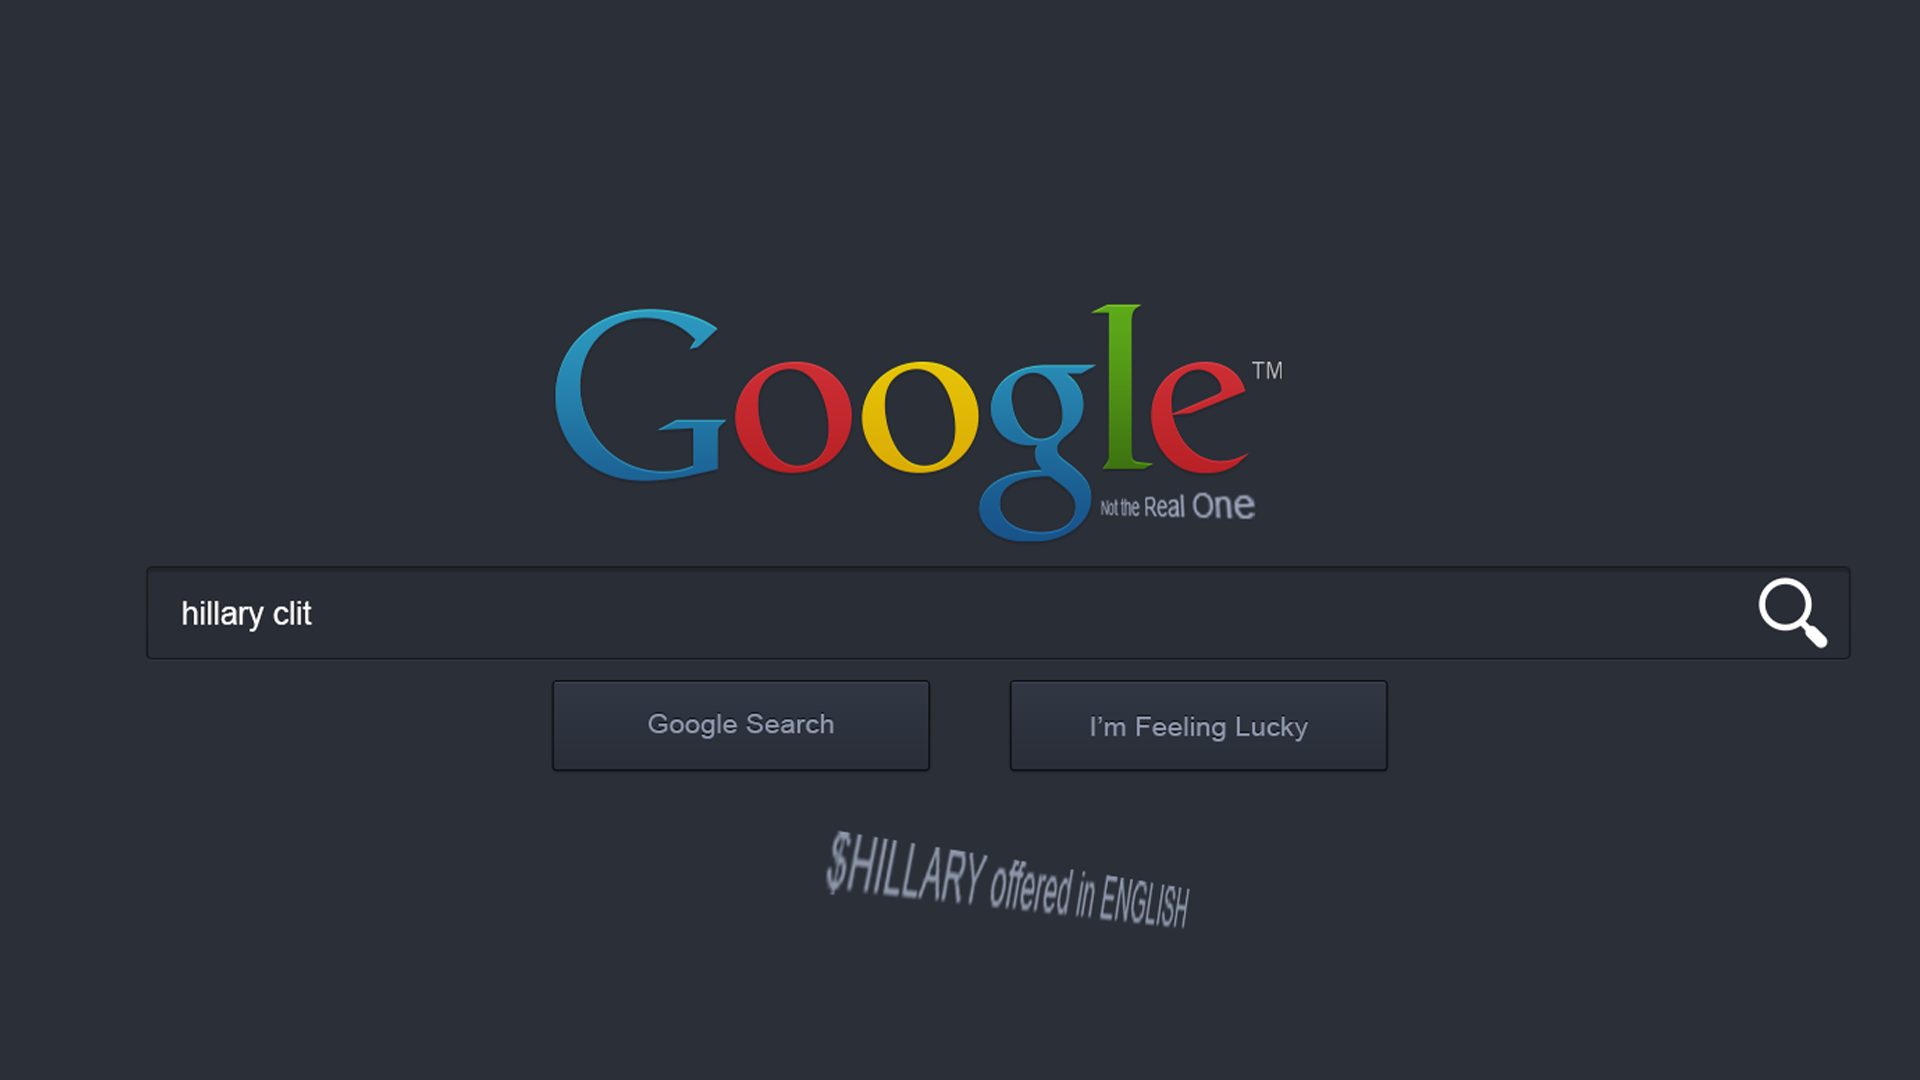 Google™
Not the Real One
hillary clit
Google Search
I'm Feeling Lucky
$HILLARY offered in ENGLISH